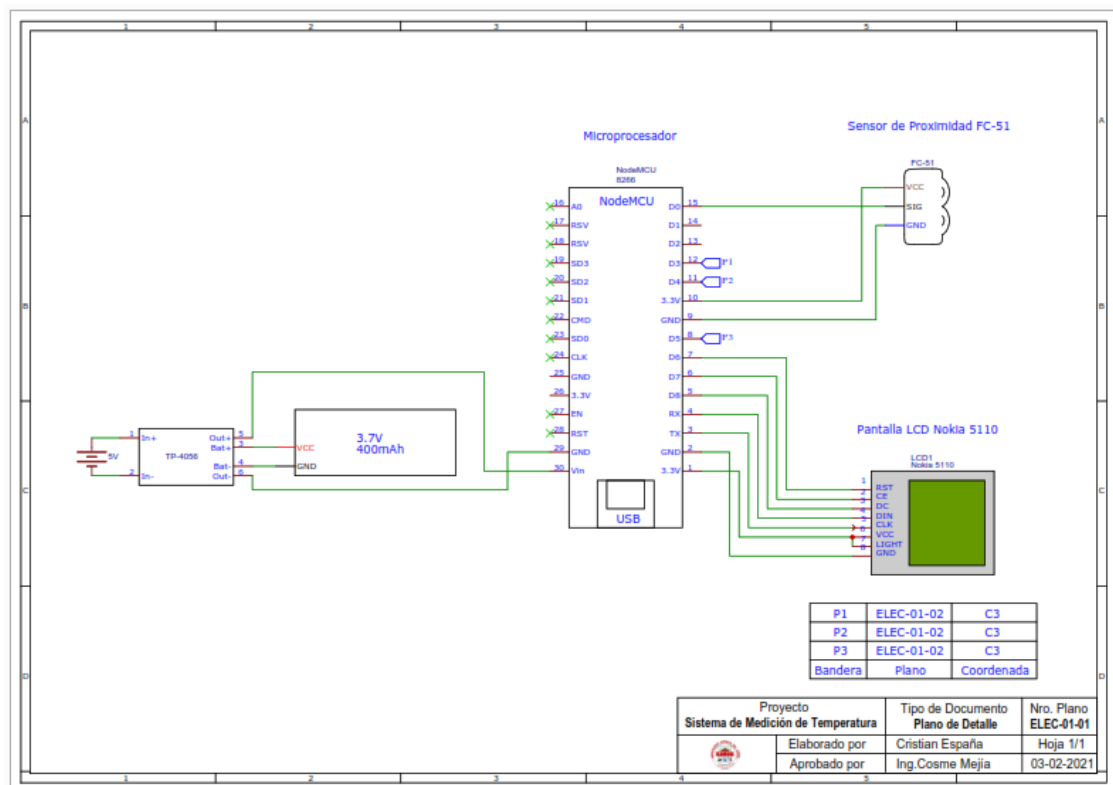 1 2 3 4 5
A A
B B
C C
D D
1 2 3 4 5
Microprocesador
NodeMCU
8266
NodeMCU
16 A0
17 RSV
18 RSV
19 SD3
20 SD2
21 SD1
22 CMD
23 SD0
24 CLK
25 GND
26 3.3V
27 EN
28 RST
29 GND
30 Vin
D0 15
D1 14
D2 13
D3 12 P1
D4 11 P2
3.3V 10
GND 9
D5 8 P3
D6 7
D7 6
D8 5
RX 4
TX 3
GND 2
3.3V 1
USB
Sensor de Proximidad FC-51
FC-51
VCC
SIG
GND
5V
1 In+
2 In-
TP-4056
Out+ 5
Bat+ 3
Bat- 4
Out- 6
VCC
GND
3.7V
400mAh
Pantalla LCD Nokia 5110
LCD1
Nokia 5110
1 RST
2 CE
3 DC
4 DIN
5 CLK
6 VCC
7 LIGHT
8 GND
P1 ELEC-01-02 C3
P2 ELEC-01-02 C3
P3 ELEC-01-02 C3
Bandera Plano Coordenada
Proyecto
Sistema de Medición de Temperatura
Tipo de Documento
Plano de Detalle
Nro. Plano
ELEC-01-01
Elaborado por Cristian España Hoja 1/1
Aprobado por Ing.Cosme Mejía 03-02-2021